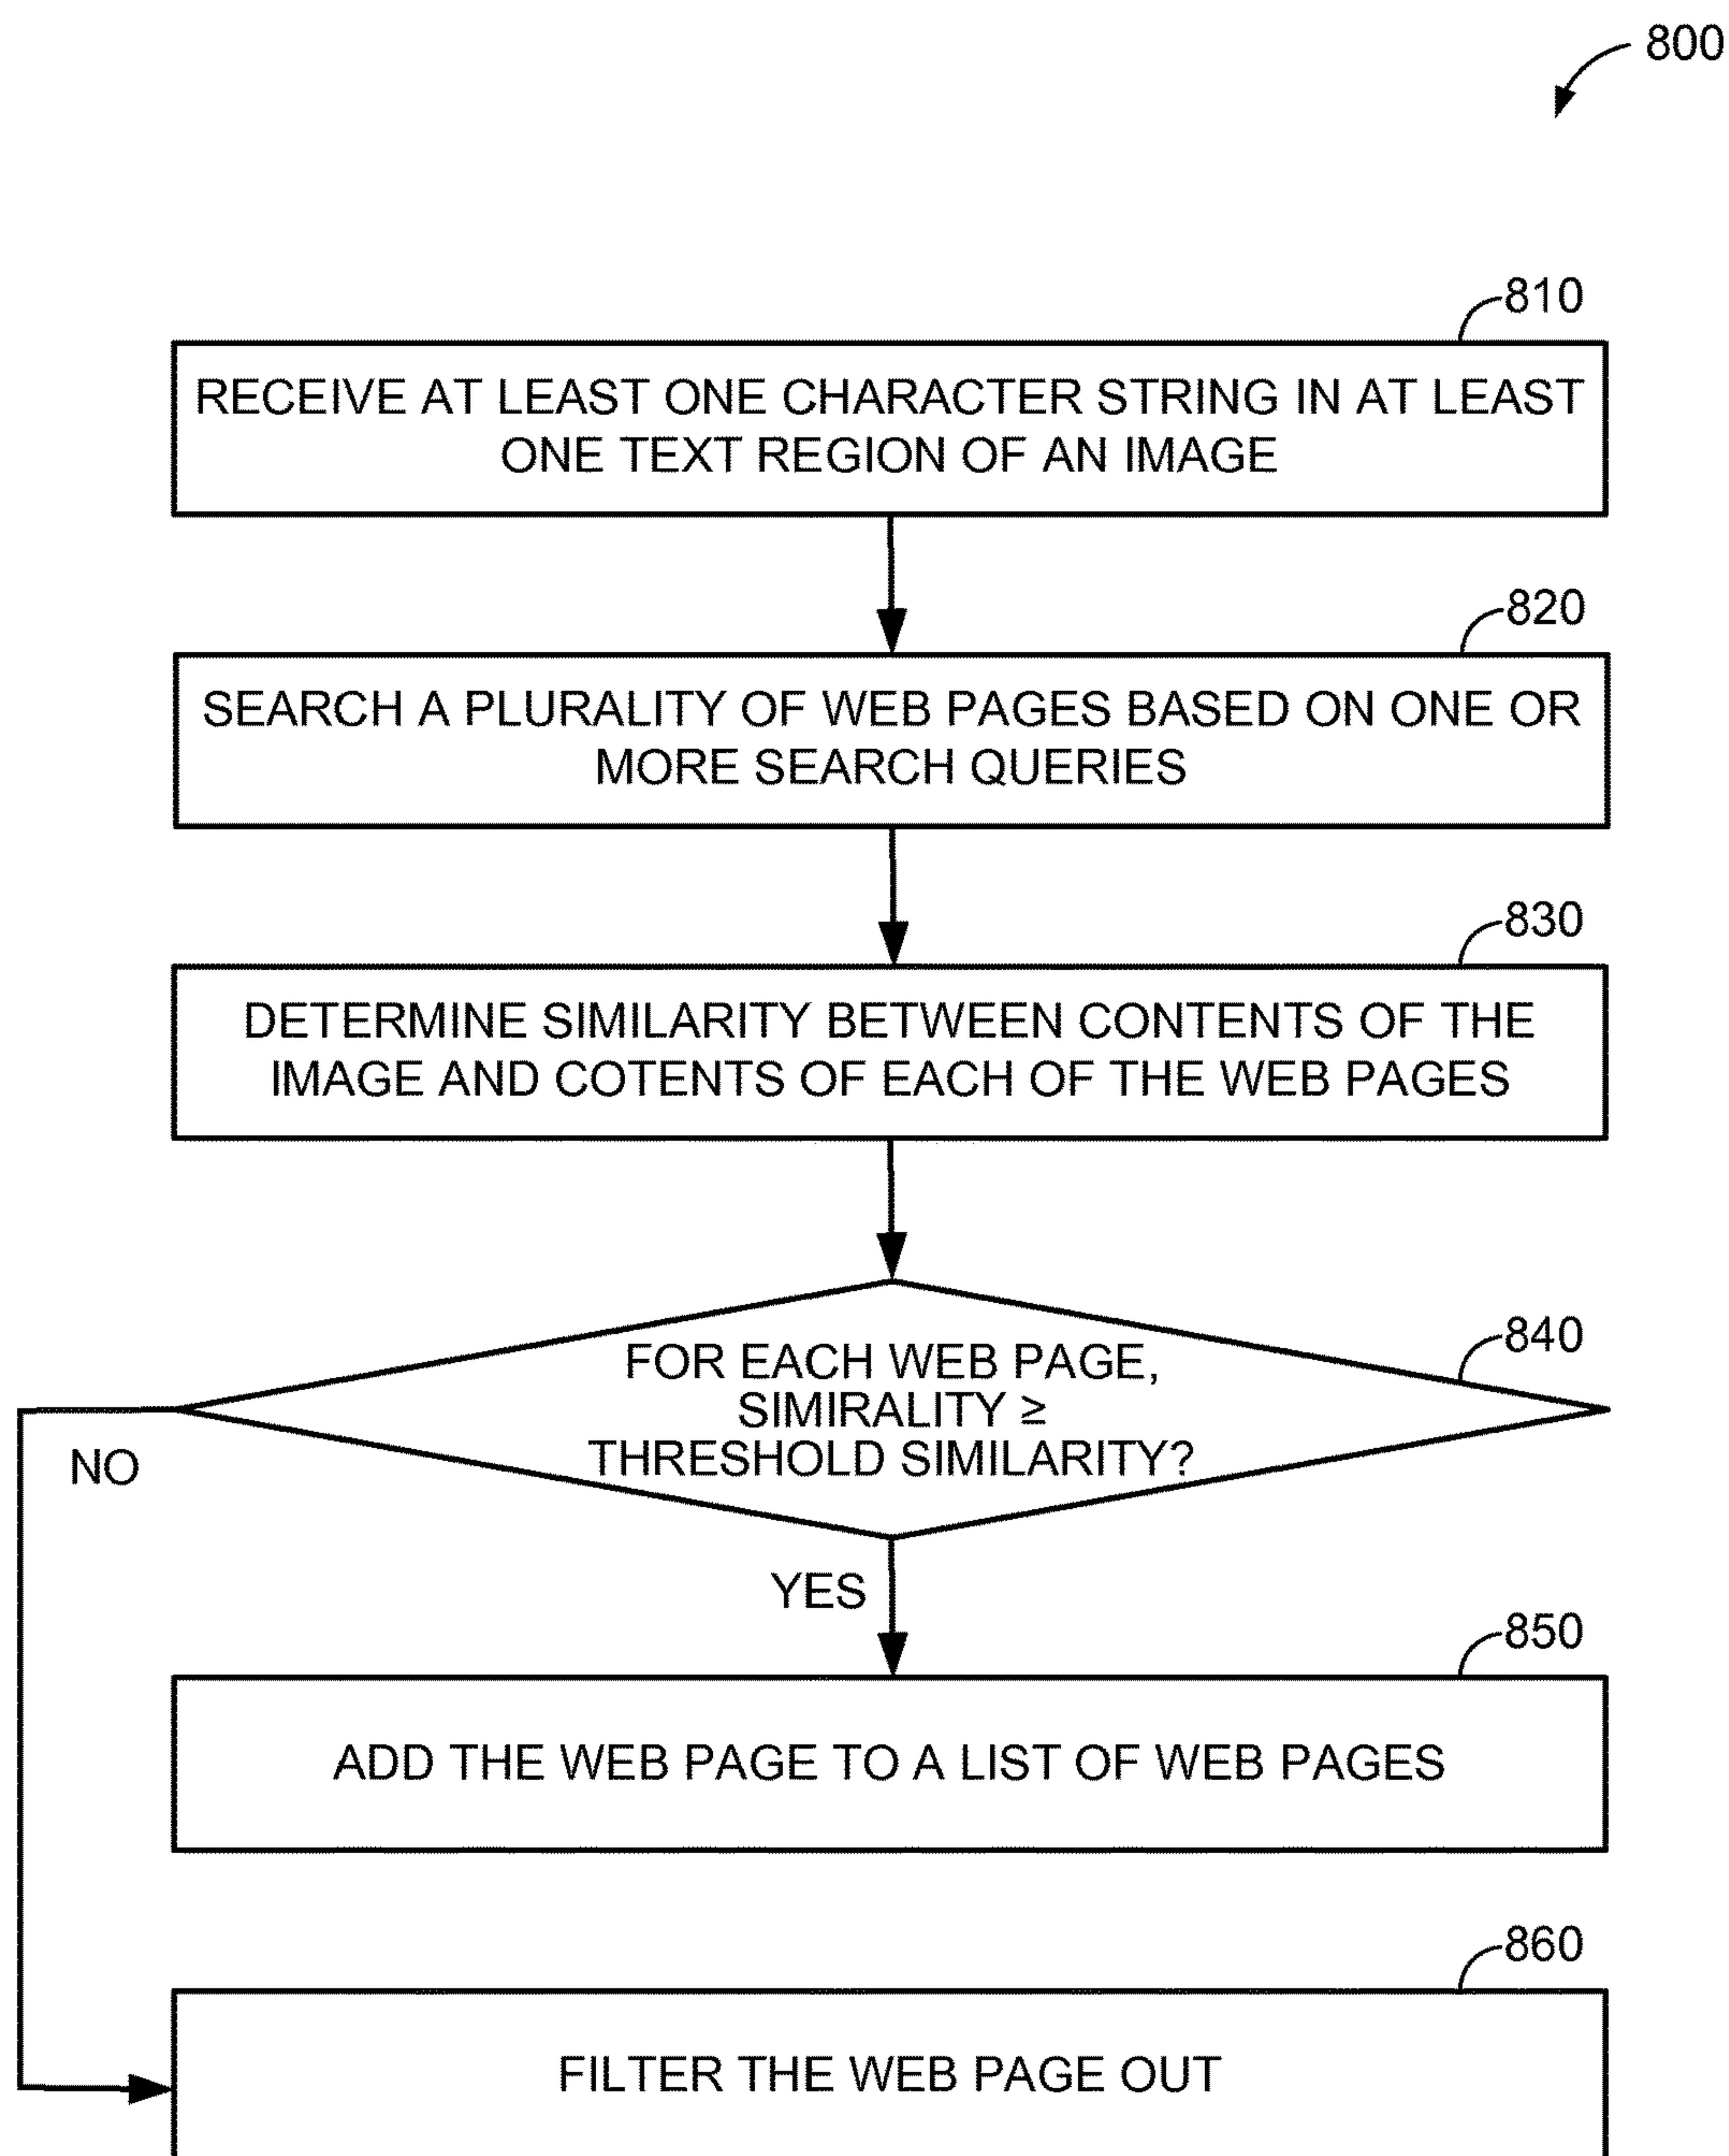 800
810
RECEIVE AT LEAST ONE CHARACTER STRING IN AT LEAST
ONE TEXT REGION OF AN IMAGE
820
SEARCH A PLURALITY OF WEB PAGES BASED ON ONE OR
MORE SEARCH QUERIES
830
DETERMINE SIMILARITY BETWEEN CONTENTS OF THE
IMAGE AND COTENTS OF EACH OF THE WEB PAGES
840
FOR EACH WEB PAGE,
SIMIRALITY ≥
THRESHOLD SIMILARITY?
NO
YES
850
ADD THE WEB PAGE TO A LIST OF WEB PAGES
860
FILTER THE WEB PAGE OUT